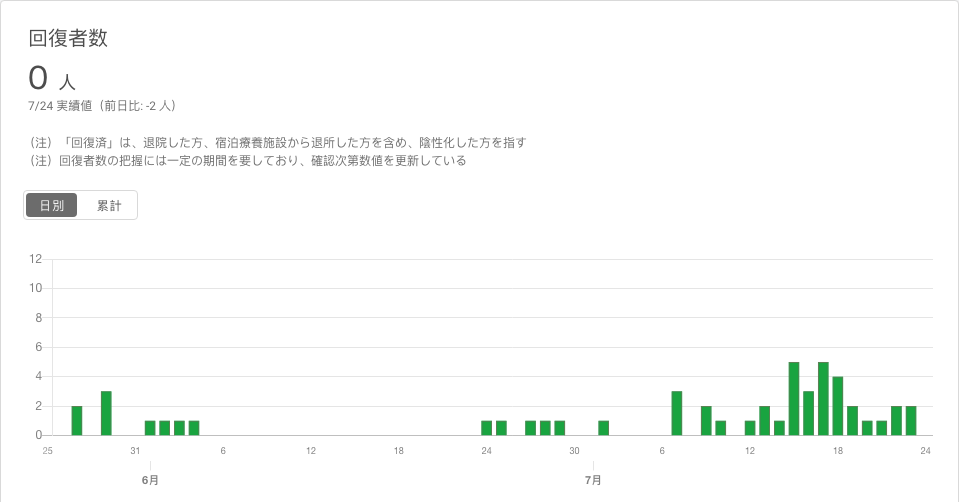 回復者数
0 人
7/24 実績値（前日比: -2 人）
（注）「回復済」は、退院した方、宿泊療養施設から退所した方を含め、陰性化した方を指す
（注）回復者数の把握には一定の期間を要しており、確認次第数値を更新している
日別 累計
12
10
8
6
4
2
0
25 31 6 12 18 24 30 6 12 18 24
6月 7月